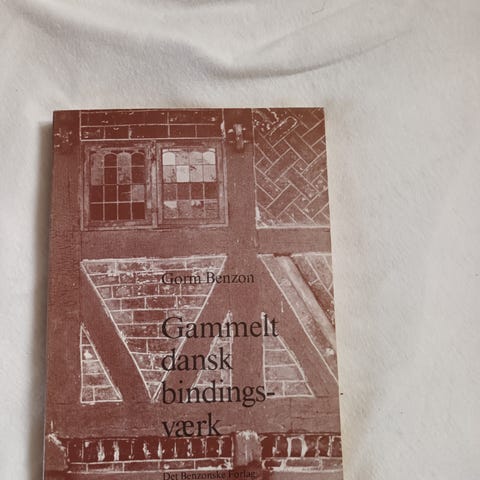 Gorm Benzon
Gammelt
dansk
bindings-
værk
Det Benzonske Forlag